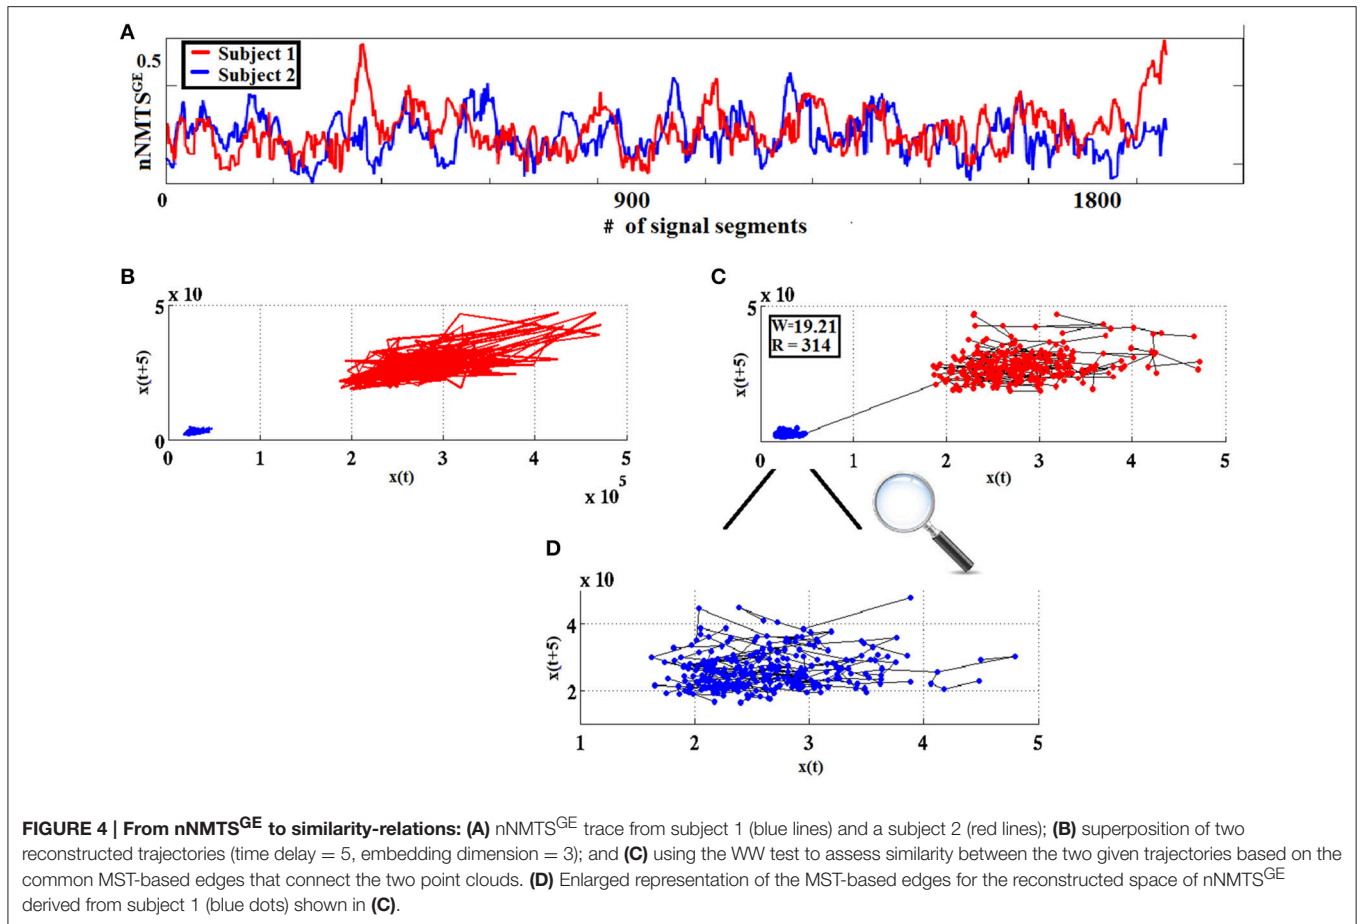 A
0.5
Subject 1
Subject 2
nNMTS^GE
0
900
1800
# of signal segments
B
x 10
5
x(t+5)
0
0
1
2
3
4
5
x(t)
x 10^5
C
x 10
5
W=19.21
R = 314
x(t+5)
0
1
2
3
4
5
x(t)
D
x 10
4
x(t+5)
2
1
2
3
4
5
x(t)
FIGURE 4 | From nNMTS^GE to similarity-relations: (A) nNMTS^GE trace from subject 1 (blue lines) and a subject 2 (red lines); (B) superposition of two
reconstructed trajectories (time delay = 5, embedding dimension = 3); and (C) using the WW test to assess similarity between the two given trajectories based on the
common MST-based edges that connect the two point clouds. (D) Enlarged representation of the MST-based edges for the reconstructed space of nNMTS^GE
derived from subject 1 (blue dots) shown in (C).